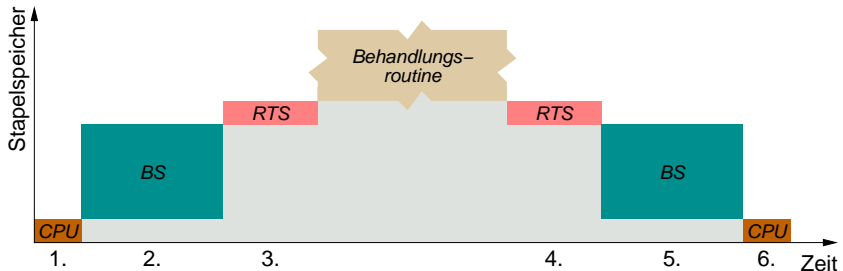 Stapelspeicher
Behandlungs-
routine
RTS
RTS
BS
BS
CPU
CPU
1.
2.
3.
4.
5.
6.
Zeit